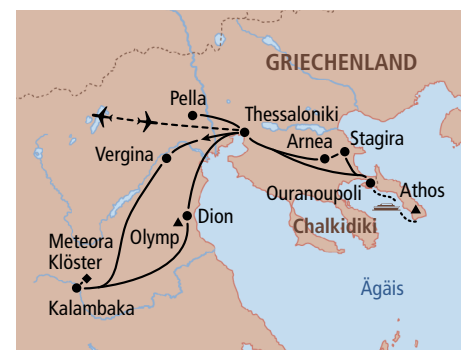 GRIECHENLAND
Pella
Thessaloniki
Arnea
Stagira
Vergina
Ouranoupoli
Athos
Dion
Olymp
Chalkidiki
Meteora
Klöster
Kalambaka
Ägäis